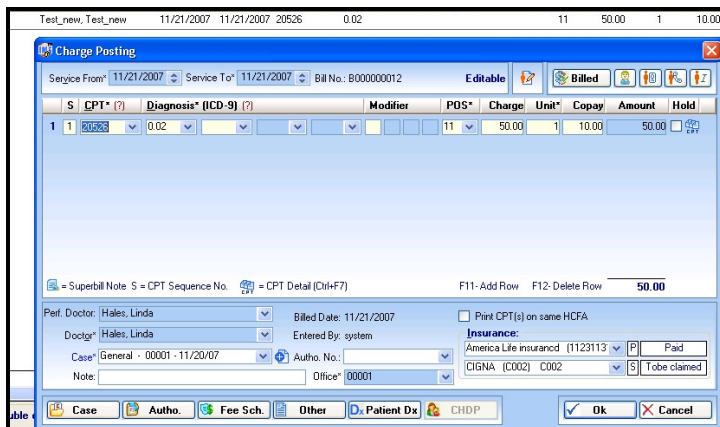 Test_new, Test_new 11/21/2007 11/21/2007 20526 0.02 11 50.00 1 10.00
Charge Posting
Service From* 11/21/2007 Service To* 11/21/2007 Bill No.: B000000012 Editable Billed
S CPT* (?) Diagnosis* (ICD-9) (?) Modifier POS* Charge Unit* Copay Amount Hold
1 1 20526 0.02 11 50.00 1 10.00 50.00 CPT
= Superbill Note S = CPT Sequence No. CPT = CPT Detail (Ctrl+F7) F11- Add Row F12- Delete Row 50.00
Perf. Doctor: Hales, Linda Billed Date: 11/21/2007 Print CPT(s) on same HCFA
Doctor* Hales, Linda Entered By: system Insurance:
Case* General - 00001 - 11/20/07 Autho. No.: America Life insurancd (1123113 P Paid
Note: Office* 00001 CIGNA (C002) C002 S Tobe claimed
Case Autho. Fee Sch. Other Dx Patient Dx CHDP Ok Cancel